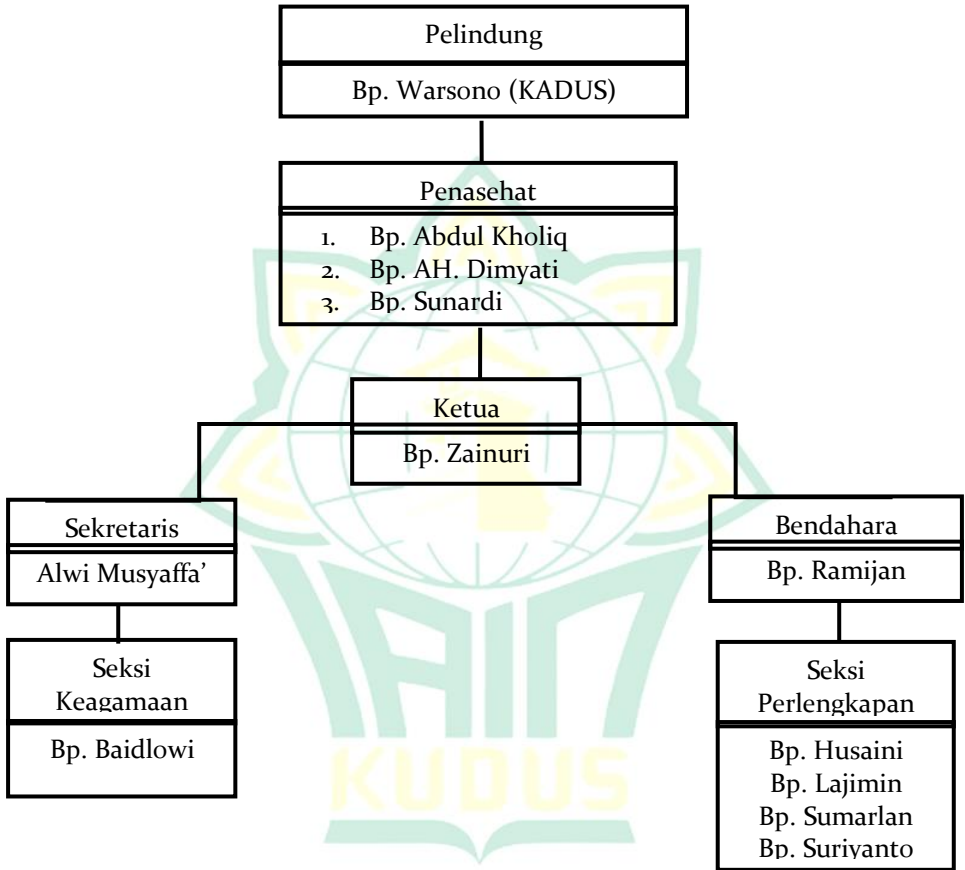 Pelindung
Bp. Warsono (KADUS)
Penasehat
1. Bp. Abdul Kholiq
2. Bp. AH. Dimyati
3. Bp. Sunardi
Ketua
Bp. Zainuri
Sekretaris
Alwi Musyaffa'
Bendahara
Bp. Ramijan
Seksi
Keagamaan
Bp. Baidlowi
Seksi
Perlengkapan
Bp. Husaini
Bp. Lajimin
Bp. Sumarlan
Bp. Suriyanto
IAIN
KUDUS